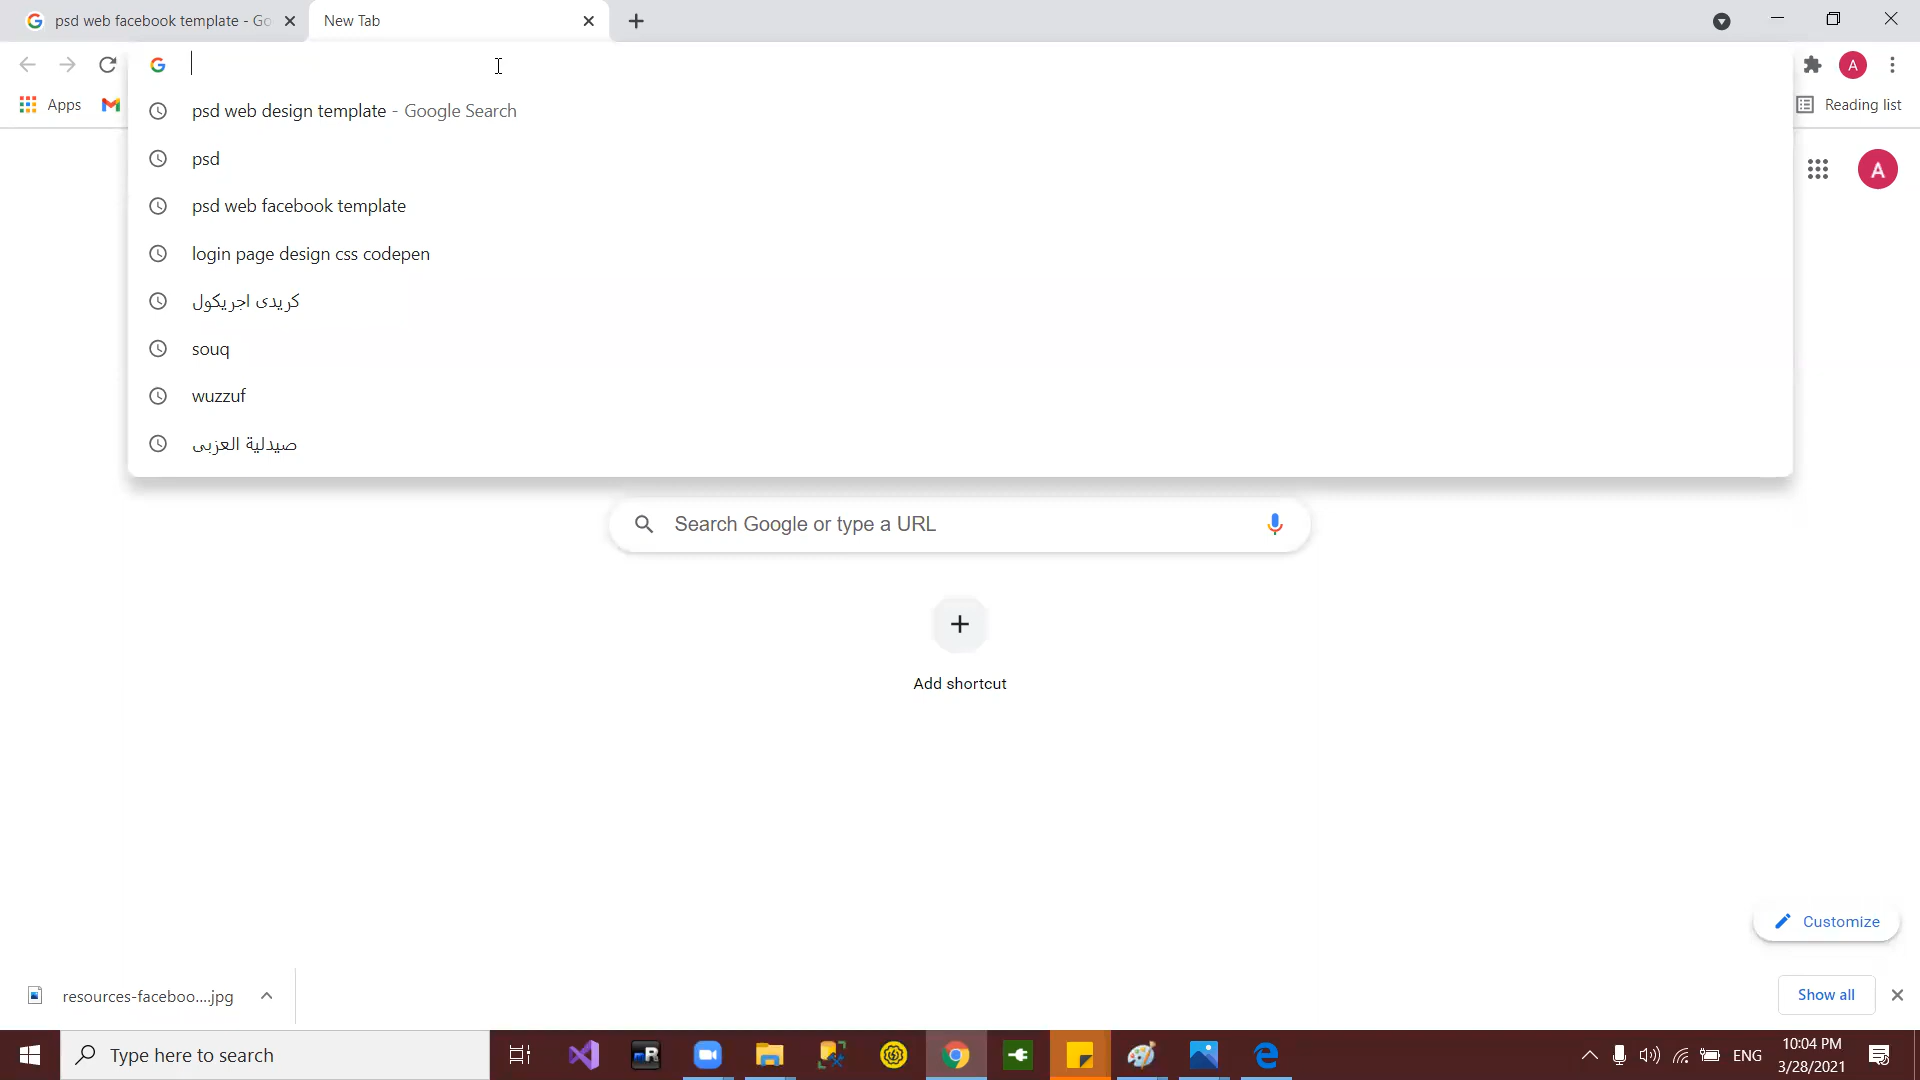 psd web facebook template - Go
New Tab
psd web design template - Google Search
psd
psd web facebook template
login page design css codepen
كريدى اجريكول
souq
wuzzuf
صيدلية العزبى
Apps
Reading list
A
A
Search Google or type a URL
Add shortcut
Customize
resources-faceboo....jpg
Show all
Type here to search
ENG
10:04 PM
3/28/2021